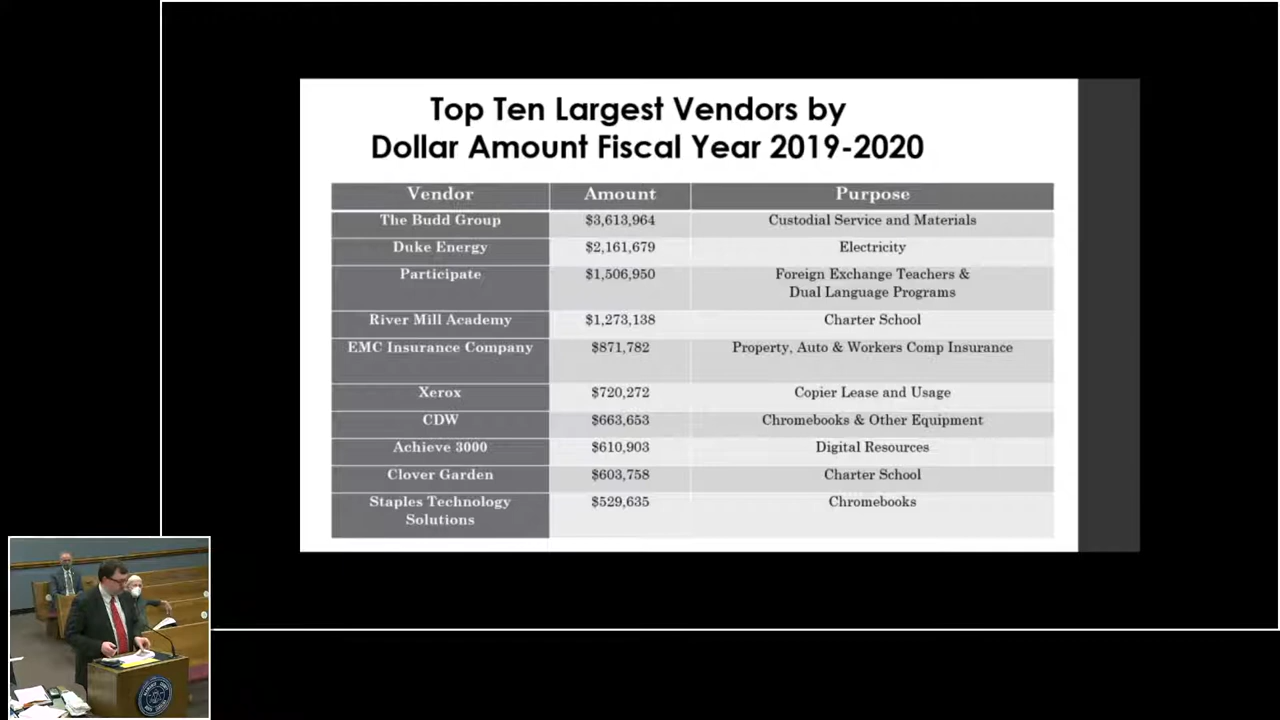 Top Ten Largest Vendors by
Dollar Amount Fiscal Year 2019-2020
Vendor Amount Purpose
The Budd Group $3,613,964 Custodial Service and Materials
Duke Energy $2,161,679 Electricity
Participate $1,506,950 Foreign Exchange Teachers &
Dual Language Programs
River Mill Academy $1,273,138 Charter School
EMC Insurance Company $871,782 Property, Auto & Workers Comp Insurance
Xerox $720,272 Copier Lease and Usage
CDW $663,653 Chromebooks & Other Equipment
Achieve 3000 $610,903 Digital Resources
Clover Garden $603,758 Charter School
Staples Technology $529,635 Chromebooks
Solutions